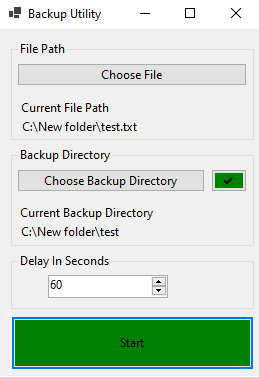 Backup Utility
File Path
Choose File
Current File Path
C:\New folder\test.txt
Backup Directory
Choose Backup Directory
Current Backup Directory
C:\New folder\test
Delay In Seconds
60
Start